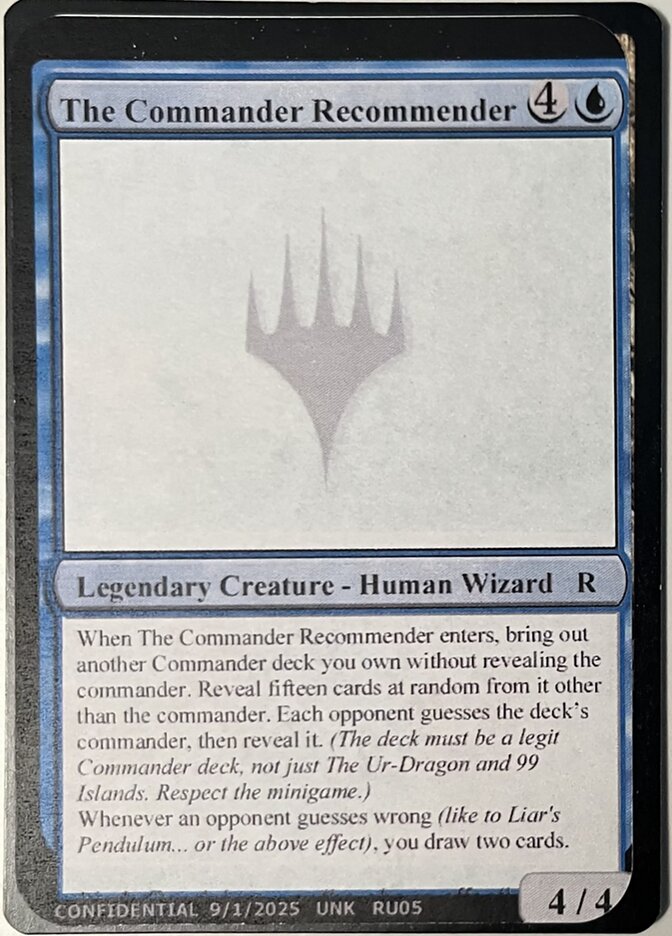 The Commander Recommender 4
Legendary Creature - Human Wizard R
When The Commander Recommender enters, bring out
another Commander deck you own without revealing the
commander. Reveal fifteen cards at random from it other
than the commander. Each opponent guesses the deck's
commander, then reveal it. (The deck must be a legit
Commander deck, not just The Ur-Dragon and 99
Islands. Respect the minigame.)
Whenever an opponent guesses wrong (like to Liar's
Pendulum... or the above effect), you draw two cards.
4 / 4
CONFIDENTIAL 9/1/2025 UNK RU05